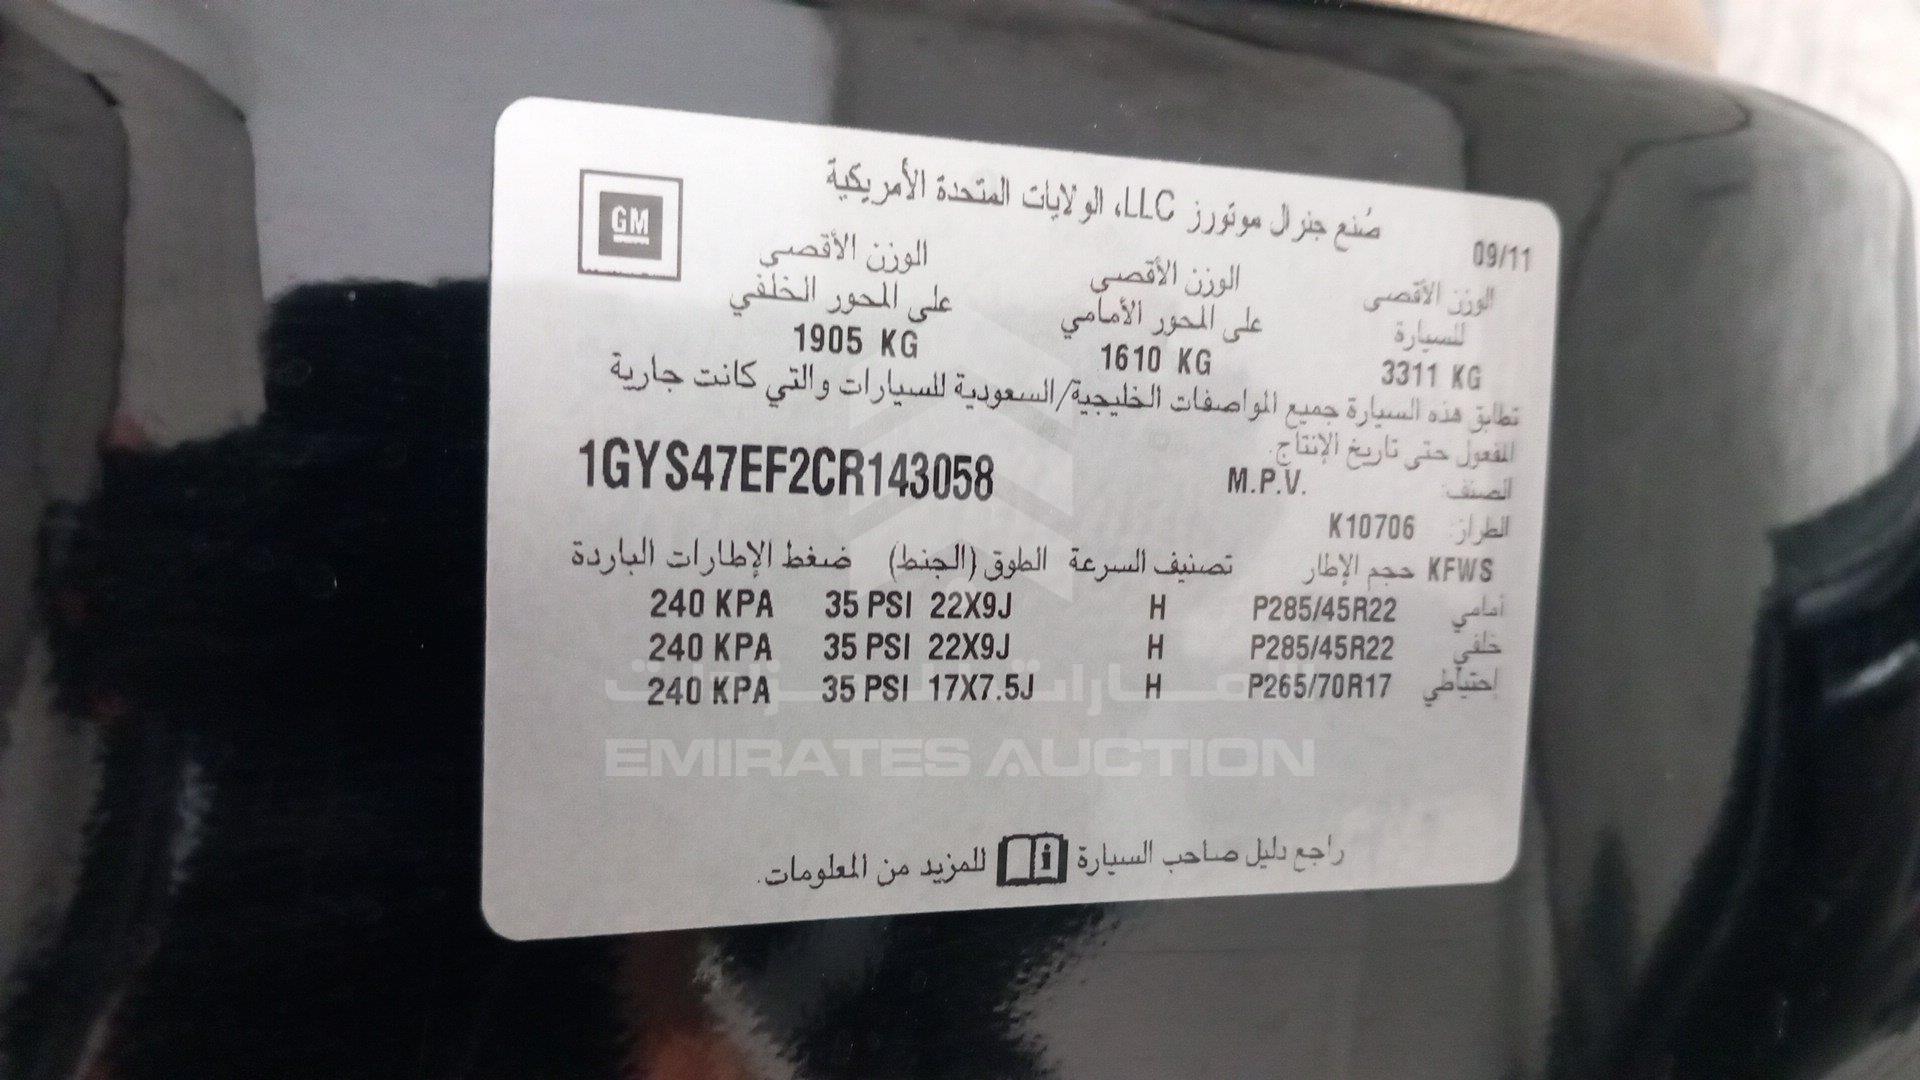 GM
صُنع جنرال موتورز LLC، الولايات المتحدة الأمريكية
09/11
الوزن الأقصى للسيارة
3311 KG
الوزن الأقصى على المحور الأمامي
1610 KG
الوزن الأقصى على المحور الخلفي
1905 KG
تطابق هذه السيارة جميع المواصفات الخليجية/السعودية للسيارات والتي كانت جارية
المفعول حتى تاريخ الإنتاج.
الصنف: M.P.V. 1GYS47EF2CR143058
الطراز: K10706
KFWS حجم الإطار تصنيف السرعة الطوق (الجنط) ضغط الإطارات الباردة
أمامي P285/45R22 H 22X9J 35 PSI 240 KPA
خلفي P285/45R22 H 22X9J 35 PSI 240 KPA
إحتياطي P265/70R17 H 17X7.5J 35 PSI 240 KPA
الإمارات للمزادات
EMIRATES AUCTION
راجع دليل صاحب السيارة i للمزيد من المعلومات.